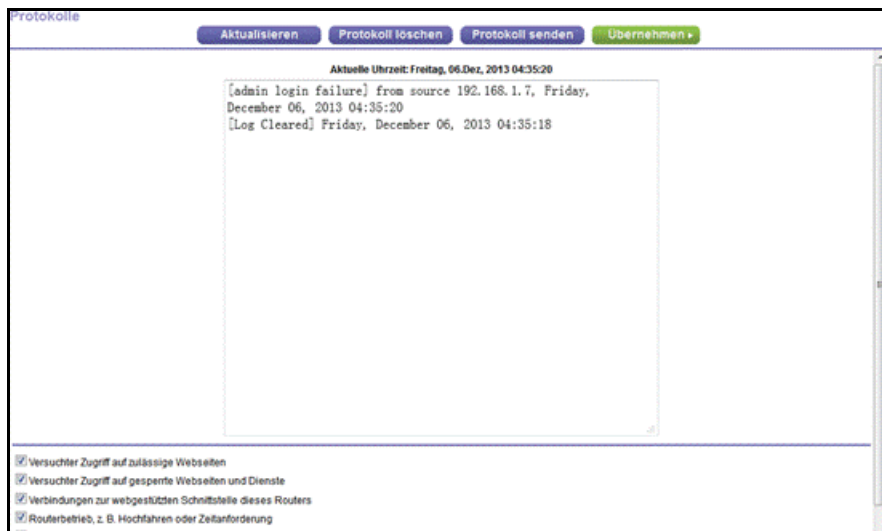 Protokolle
Aktualisieren Protokoll löschen Protokoll senden Übernehmen
Aktuelle Uhrzeit: Freitag, 06.Dez, 2013 04:35:20
[admin login failure] from source 192.168.1.7, Friday,
December 06, 2013 04:35:20
[Log Cleared] Friday, December 06, 2013 04:35:18
Versuchter Zugriff auf zulässige Webseiten
Versuchter Zugriff auf gesperrte Webseiten und Dienste
Verbindungen zur webgestützten Schnittstelle dieses Routers
Routerbetrieb, z. B. Hochfahren oder Zeitanforderung